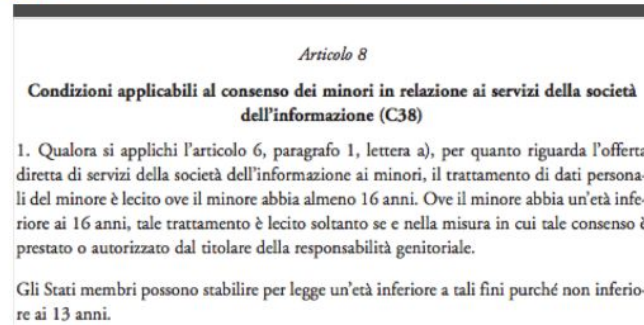 Articolo 8
Condizioni applicabili al consenso dei minori in relazione ai servizi della società
dell'informazione (C38)
1. Qualora si applichi l'articolo 6, paragrafo 1, lettera a), per quanto riguarda l'offerta
diretta di servizi della società dell'informazione ai minori, il trattamento di dati persona-
li del minore è lecito ove il minore abbia almeno 16 anni. Ove il minore abbia un'età infe-
riore ai 16 anni, tale trattamento è lecito soltanto se e nella misura in cui tale consenso è
prestato o autorizzato dal titolare della responsabilità genitoriale.
Gli Stati membri possono stabilire per legge un'età inferiore a tali fini purché non inferio-
re ai 13 anni.